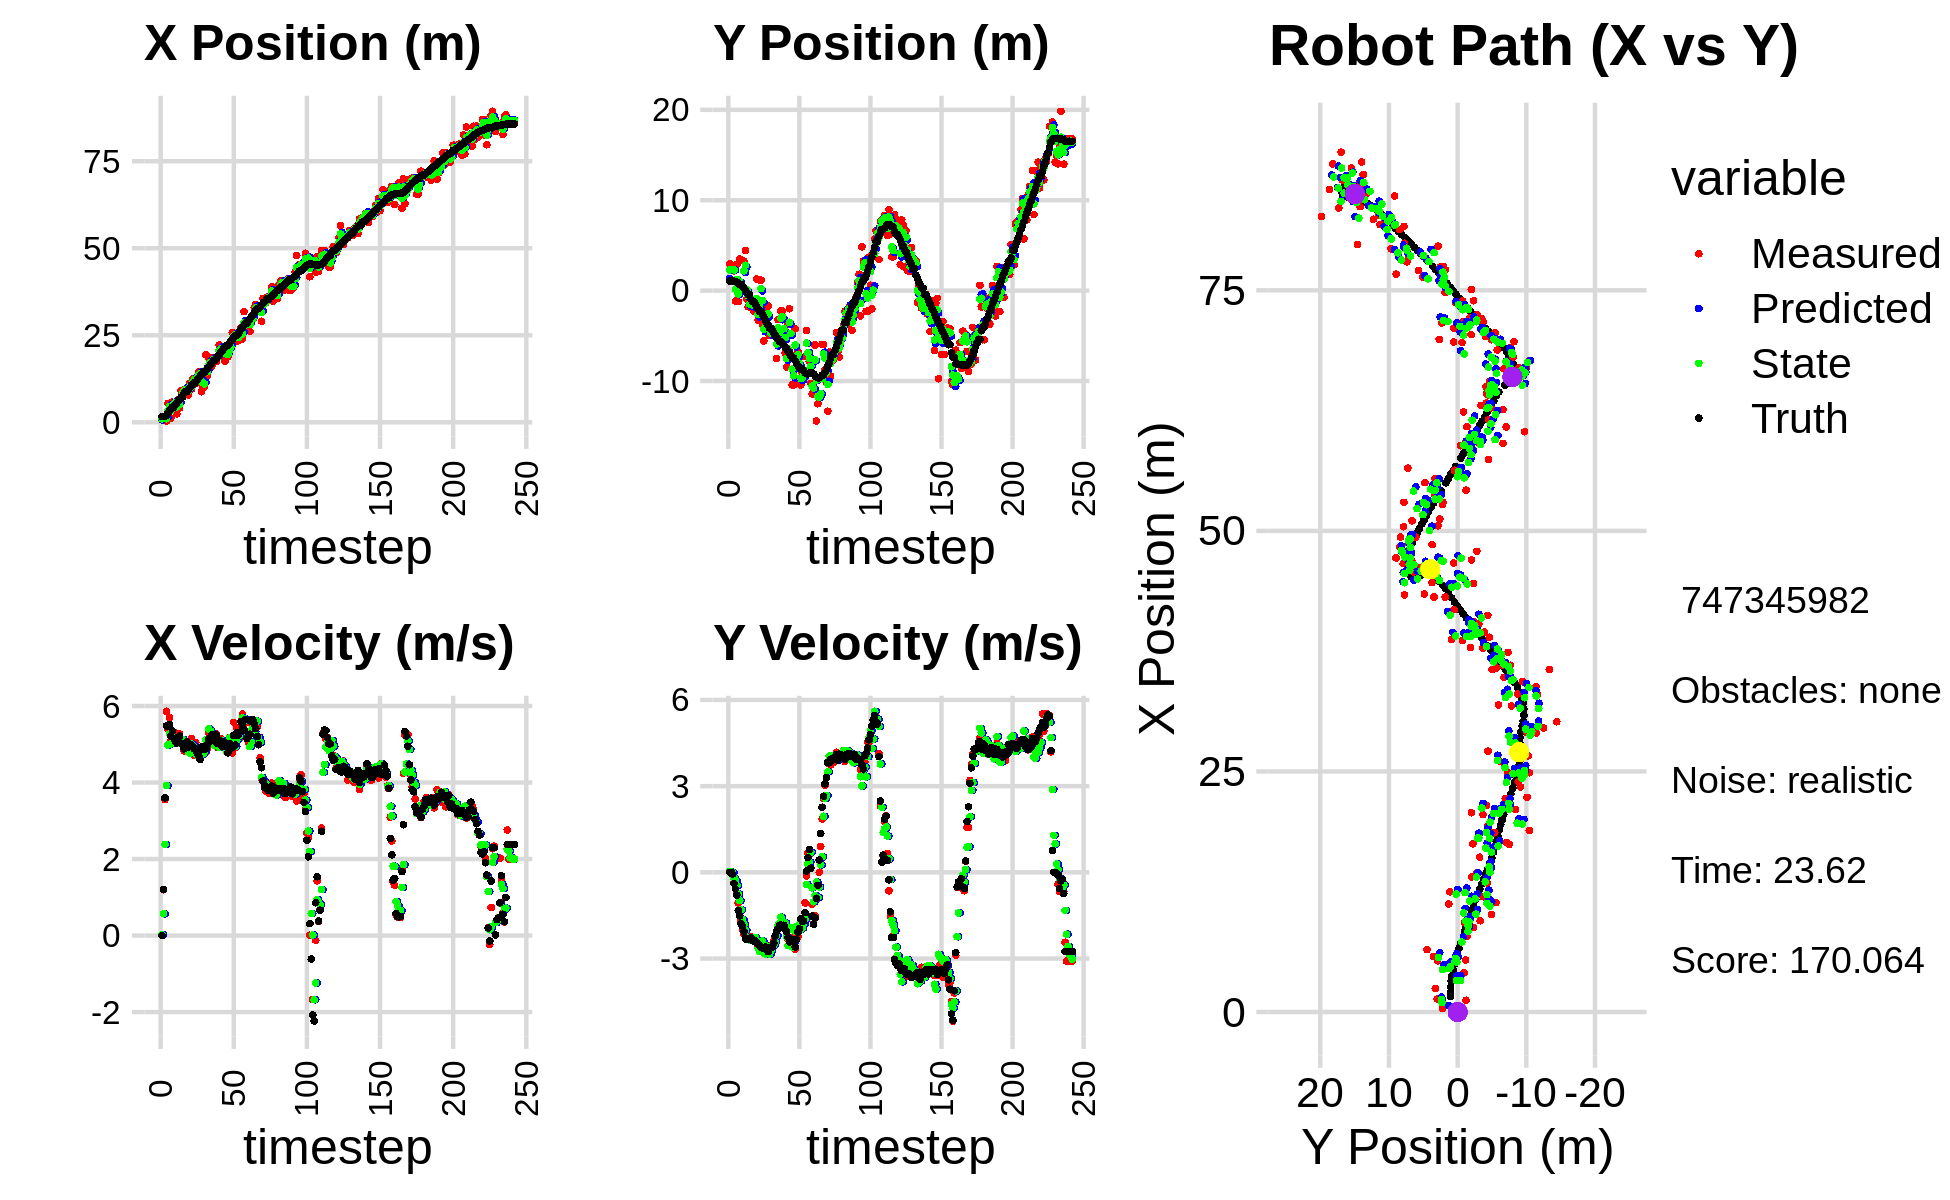 X Position (m)
75
50
25
0
0
50
100
150
200
250
timestep
Y Position (m)
20
10
0
-10
0
50
100
150
200
250
timestep
X Velocity (m/s)
6
4
2
0
-2
0
50
100
150
200
250
timestep
Y Velocity (m/s)
6
3
0
-3
0
50
100
150
200
250
timestep
Robot Path (X vs Y)
X Position (m)
75
50
25
0
20 10 0 -10 -20
Y Position (m)
variable
Measured
Predicted
State
Truth
747345982
Obstacles: none
Noise: realistic
Time: 23.62
Score: 170.064